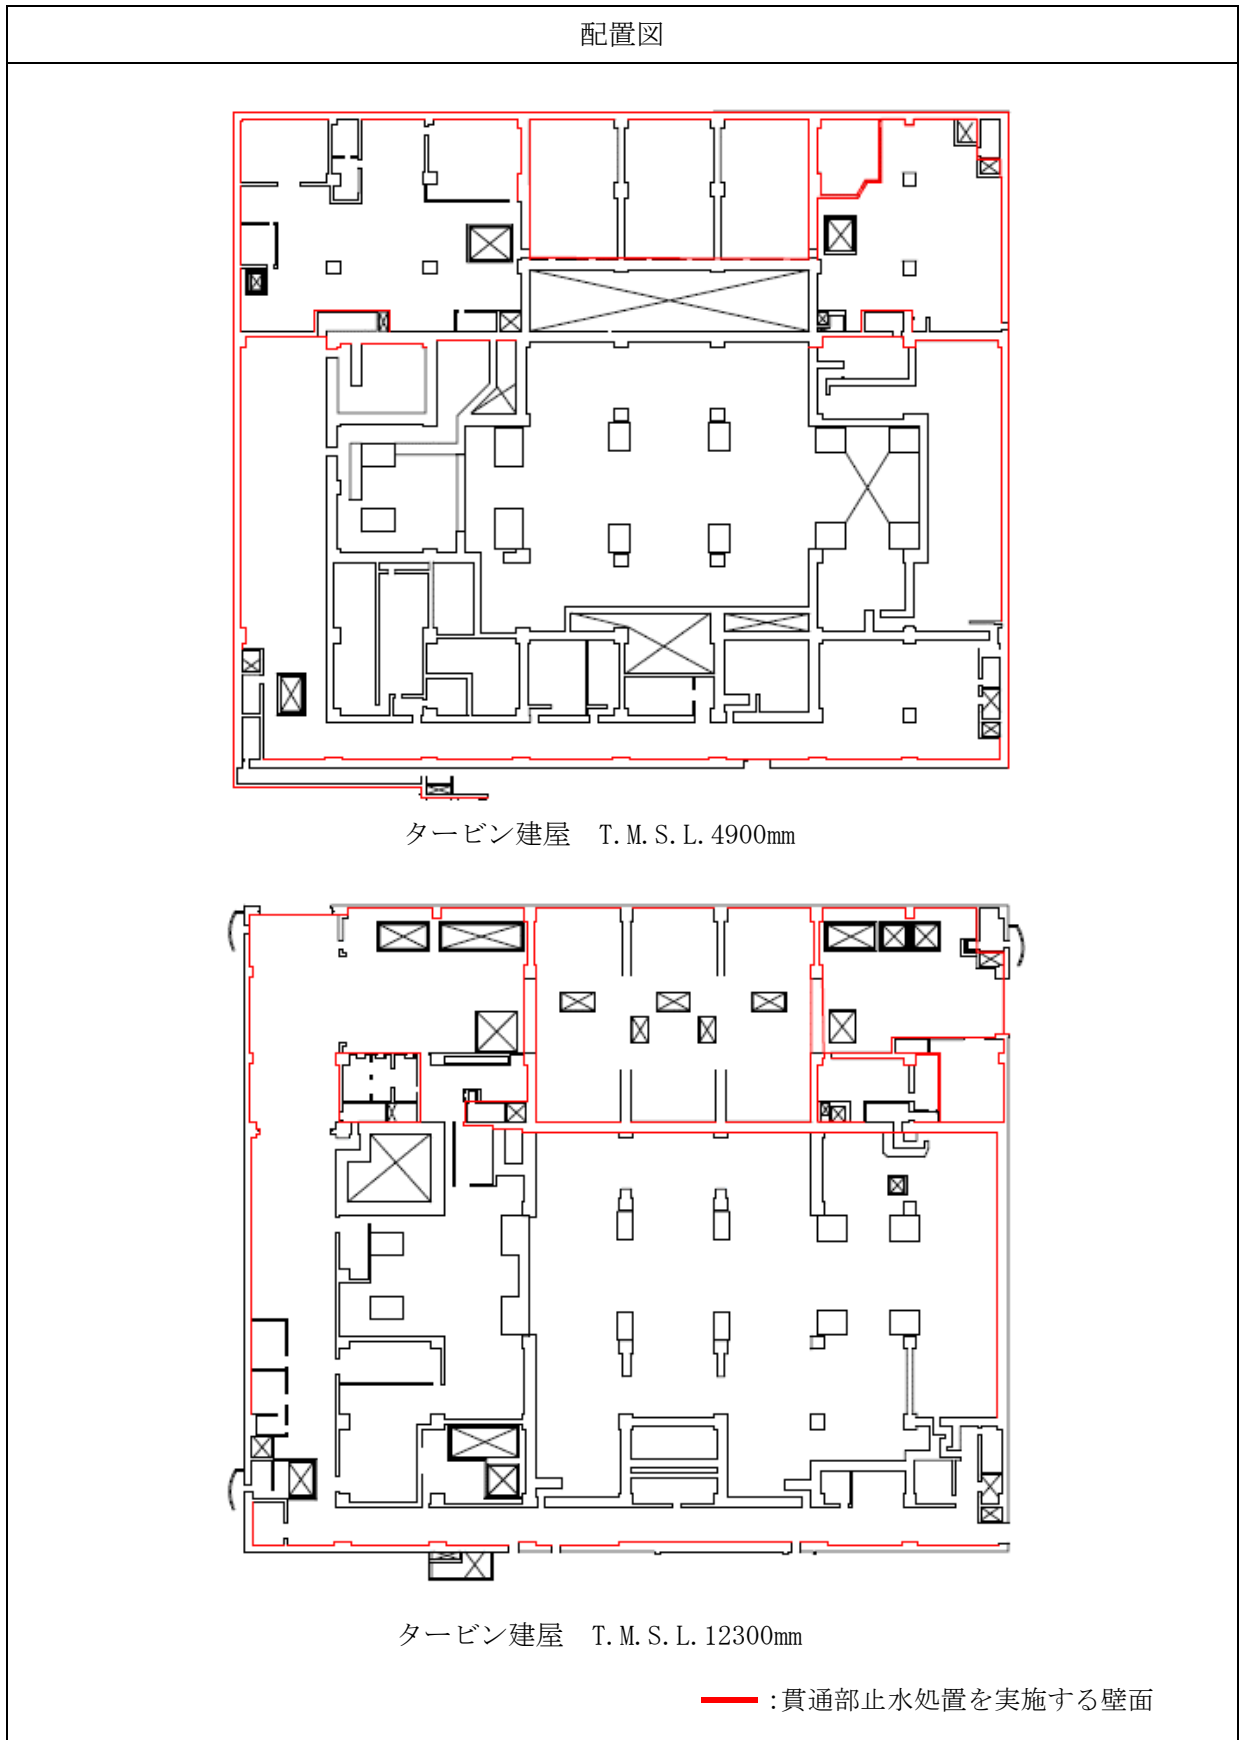 配置図
タービン建屋　T.M.S.L.4900mm
タービン建屋　T.M.S.L.12300mm
:貫通部止水処置を実施する壁面